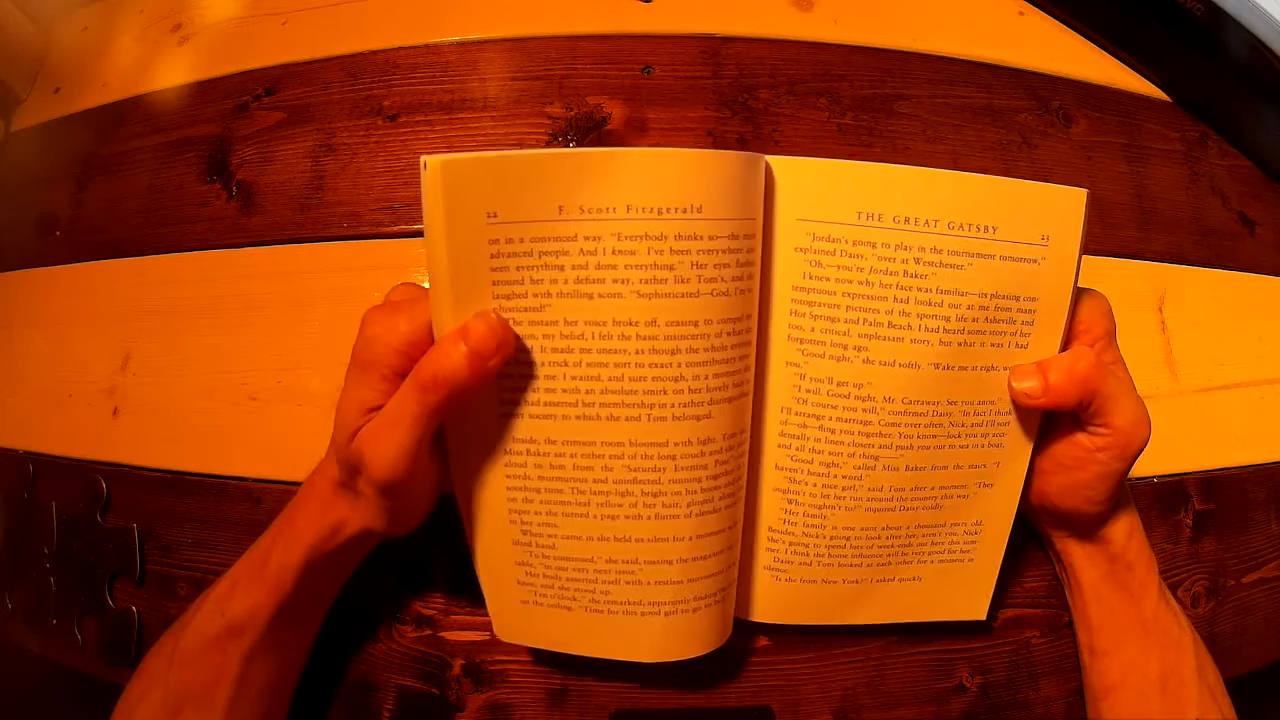 22
F. Scott Fitzgerald
on in a convinced way. "Everybody thinks so—the most
advanced people. And I know. I've been everywhere and
seen everything and done everything." Her eyes flashed
around her in a defiant way, rather like Tom's, and she
laughed with thrilling scorn. "Sophisticated—God, I'm so
phisticated!"
The instant her voice broke off, ceasing to compel my
my belief, I felt the basic insincerity of what she
It made me uneasy, as though the whole evening
a trick of some sort to exact a contributary
me. I waited, and sure enough, in a moment she
at me with an absolute smirk on her lovely face
had asserted her membership in a rather distinguished
society to which she and Tom belonged.
Inside, the crimson room bloomed with light. Tom and
Miss Baker sat at either end of the long couch and she
aloud to him from the "Saturday Evening Post"
words, murmurous and uninflected, running together in a
soothing tune. The lamp-light, bright on his boots and
on the autumn-leaf yellow of her hair, glinted along the
paper as she turned a page with a flutter of slender
in her arms.
When we came in she held us silent for a moment with a
lifted hand.
"To be continued," she said, tossing the magazine
table, "in our very next issue."
Her body asserted itself with a restless movement of her
knee, and she stood up.
"Ten o'clock," she remarked, apparently finding the
on the ceiling. "Time for this good girl to go to bed."
THE GREAT GATSBY
23
"Jordan's going to play in the tournament tomorrow,"
explained Daisy, "over at Westchester."
"Oh,—you're Jordan Baker."
I knew now why her face was familiar—its pleasing con-
temptuous expression had looked out at me from many
rotogravure pictures of the sporting life at Asheville and
Hot Springs and Palm Beach. I had heard some story of her
too, a critical, unpleasant story, but what it was I had
forgotten long ago.
"Good night," she said softly. "Wake me at eight, won't
you."
"If you'll get up."
"I will. Good night, Mr. Carraway. See you anon."
"Of course you will," confirmed Daisy. "In fact I think
I'll arrange a marriage. Come over often, Nick, and I'll sort
of—oh—fling you together. You know—lock you up acci-
dentally in linen closets and push you out to sea in a boat,
and all that sort of thing——"
"Good night," called Miss Baker from the stairs. "I
haven't heard a word."
"She's a nice girl," said Tom after a moment. "They
oughtn't to let her run around the country this way."
"Who oughtn't to?" inquired Daisy coldly.
"Her family."
"Her family is one aunt about a thousand years old.
Besides, Nick's going to look after her, aren't you, Nick?
She's going to spend lots of week-ends out here this sum-
mer. I think the home influence will be very good for her."
Daisy and Tom looked at each other for a moment in
silence.
"Is she from New York?" I asked quickly